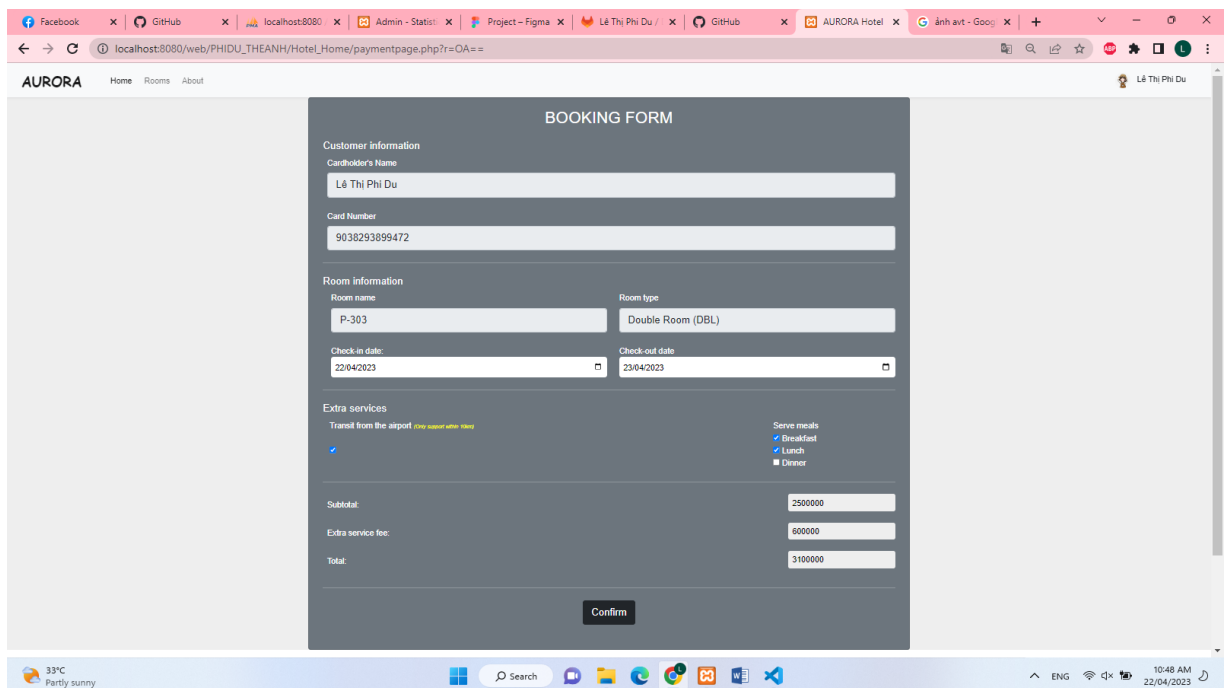 Facebook GitHub localhost:8080 / Admin - Statisti Project – Figma Lê Thị Phi Du / GitHub AURORA Hotel ảnh avt - Goog
localhost:8080/web/PHIDU_THEANH/Hotel_Home/paymentpage.php?r=OA== ABP L
AURORA Home Rooms About Lê Thị Phi Du
BOOKING FORM
Customer information
Cardholder's Name
Lê Thị Phi Du
Card Number
9038293899472
Room information
Room name Room type
P-303 Double Room (DBL)
Check-in date: Check-out date
22/04/2023 23/04/2023
Extra services
Transit from the airport (Only support within 10km) Serve meals
Breakfast
Lunch
Dinner
Subtotal: 2500000
Extra service fee: 600000
Total: 3100000
Confirm
33°C
Partly sunny
Search
ENG
10:48 AM
22/04/2023